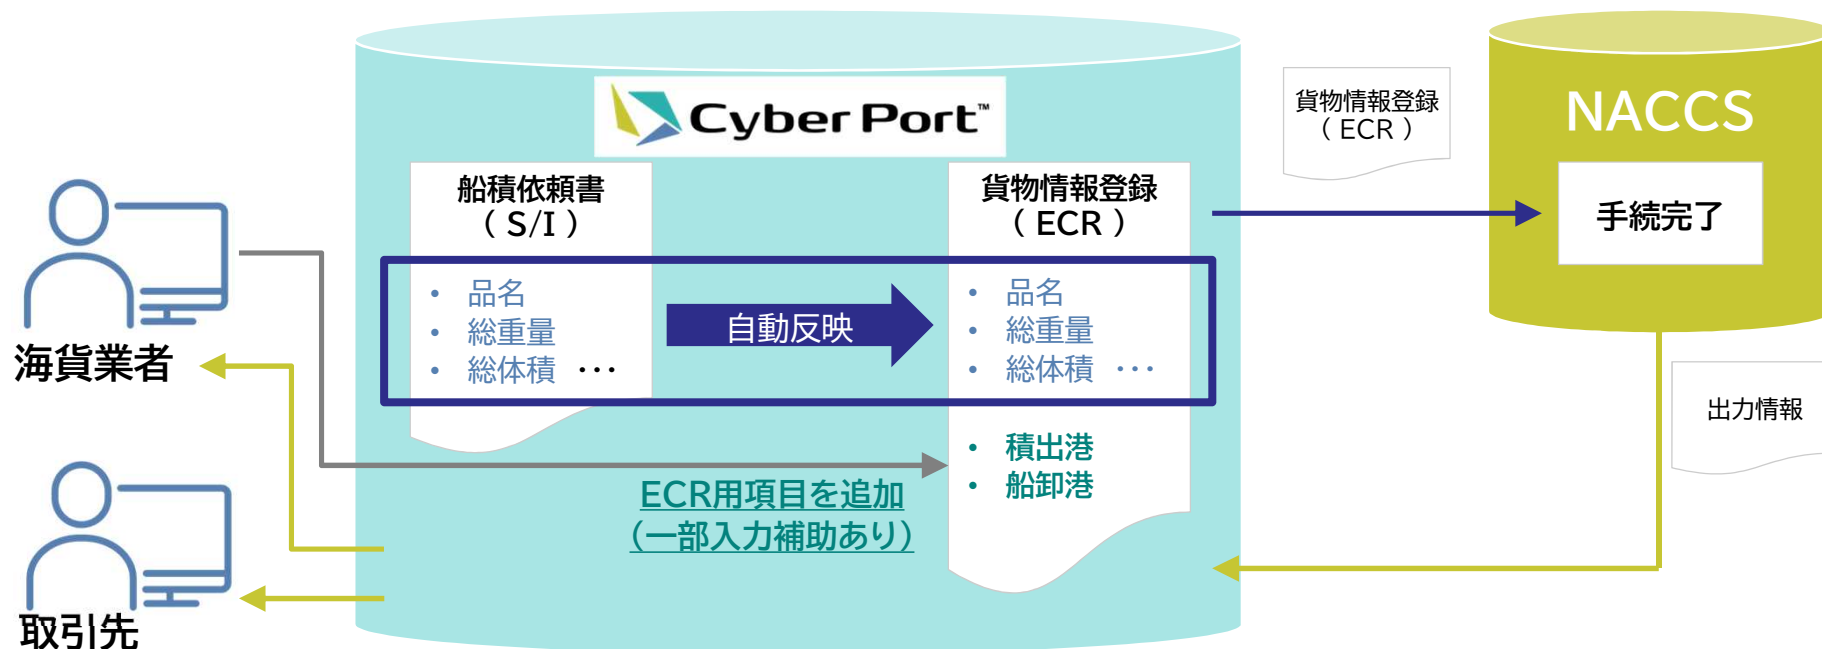 Cyber Port™
貨物情報登録
（ ECR ）
NACCS
船積依頼書
（ S/I ）
貨物情報登録
（ ECR ）
手続完了
• 品名
• 総重量
• 総体積 ･･･
自動反映
• 品名
• 総重量
• 総体積 ･･･
海貨業者
出力情報
• 積出港
• 船卸港
ECR用項目を追加
（一部入力補助あり）
取引先